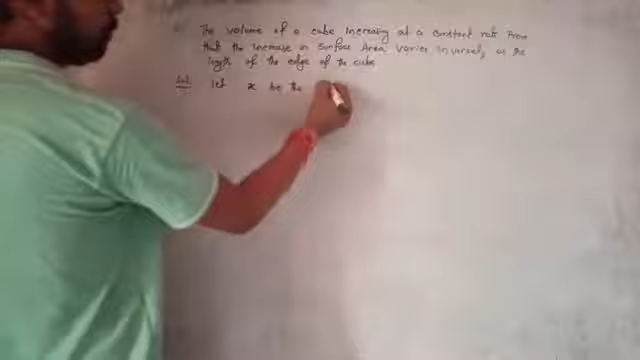 The volume of a cube increasing at a constant rate Prove
that the increase in Surface Area varies inversely as the
length of the edge of the cube
Sol. let x be the